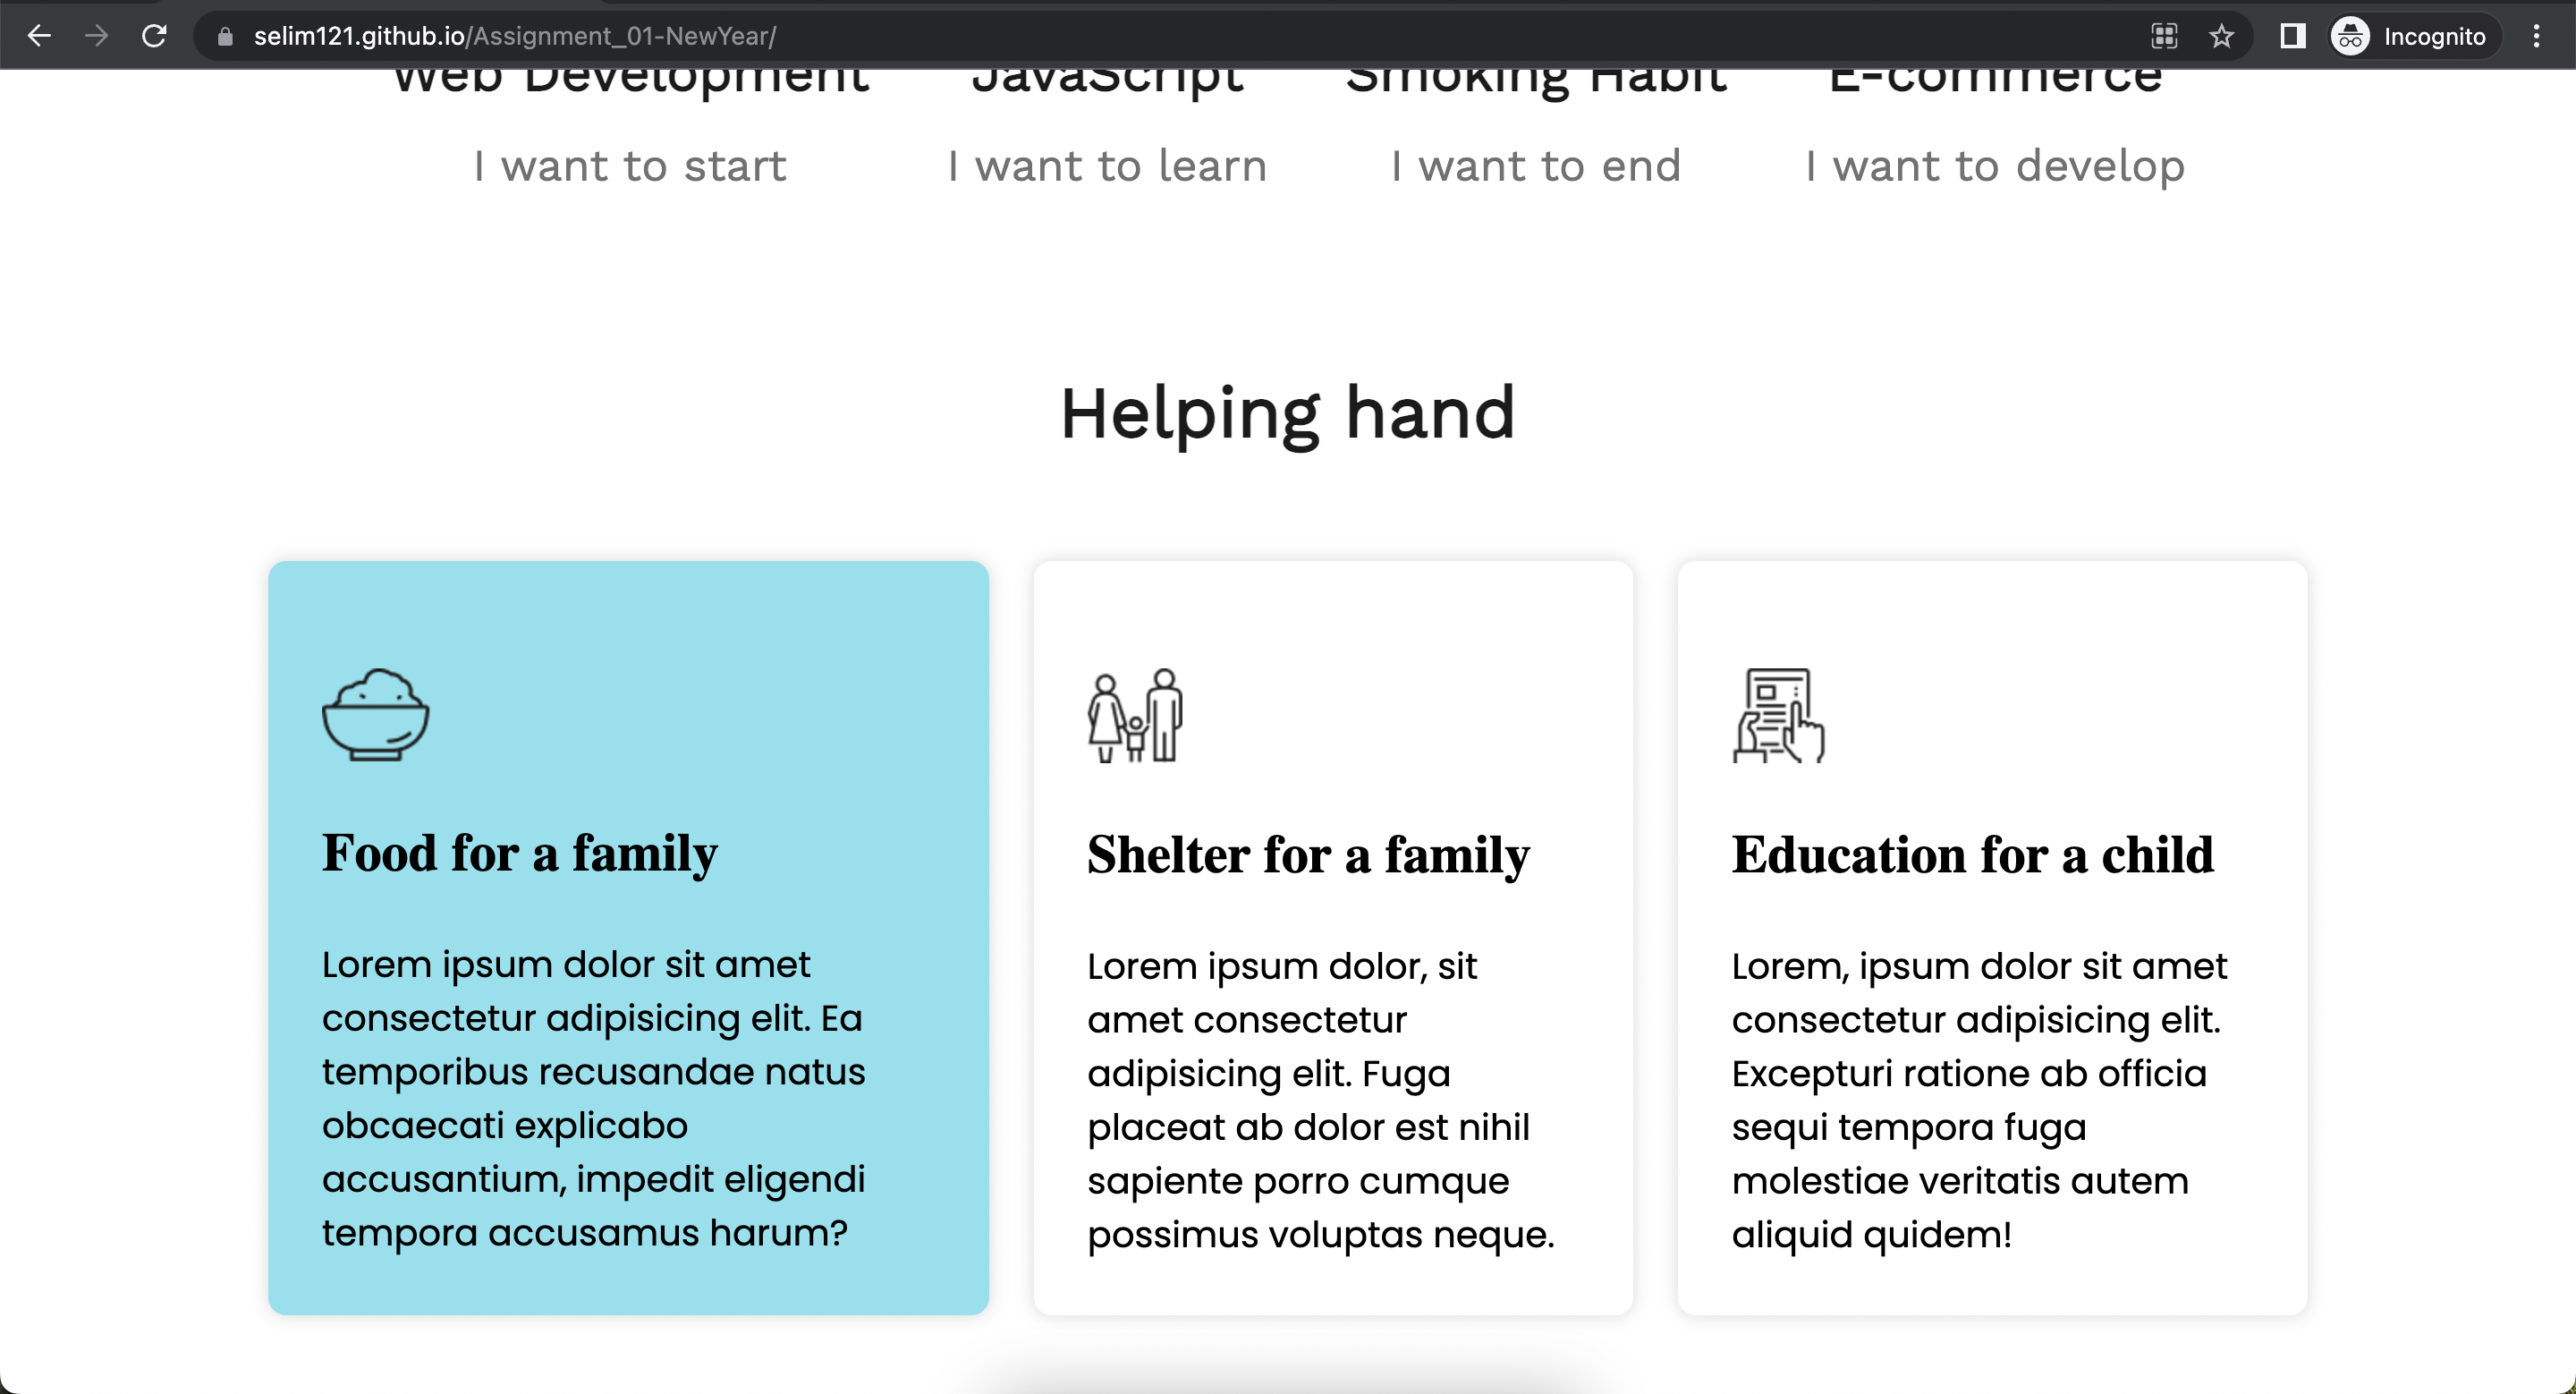 selim121.github.io/Assignment_01-NewYear/
Incognito
Web Development JavaScript Smoking Habit E-commerce
I want to start I want to learn I want to end I want to develop
Helping hand
Food for a family
Lorem ipsum dolor sit amet
consectetur adipisicing elit. Ea
temporibus recusandae natus
obcaecati explicabo
accusantium, impedit eligendi
tempora accusamus harum?
Shelter for a family
Lorem ipsum dolor, sit
amet consectetur
adipisicing elit. Fuga
placeat ab dolor est nihil
sapiente porro cumque
possimus voluptas neque.
Education for a child
Lorem, ipsum dolor sit amet
consectetur adipisicing elit.
Excepturi ratione ab officia
sequi tempora fuga
molestiae veritatis autem
aliquid quidem!